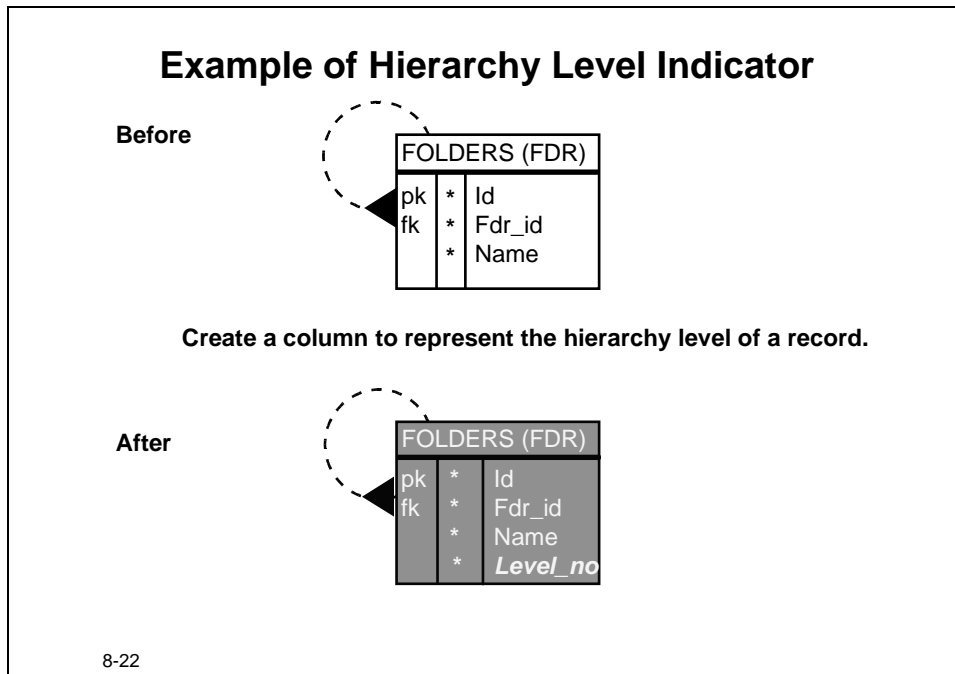 Example of Hierarchy Level Indicator
Before
FOLDERS (FDR)
pk * Id
fk * Fdr_id
* Name
Create a column to represent the hierarchy level of a record.
After
FOLDERS (FDR)
pk * Id
fk * Fdr_id
* Name
* Level_no
8-22